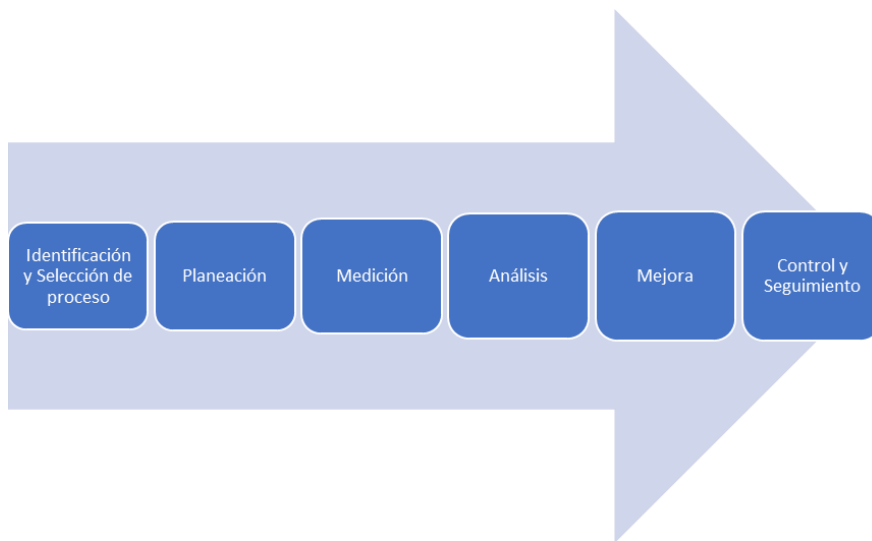 Identificación
y Selección de
proceso
Planeación
Medición
Análisis
Mejora
Control y
Seguimiento